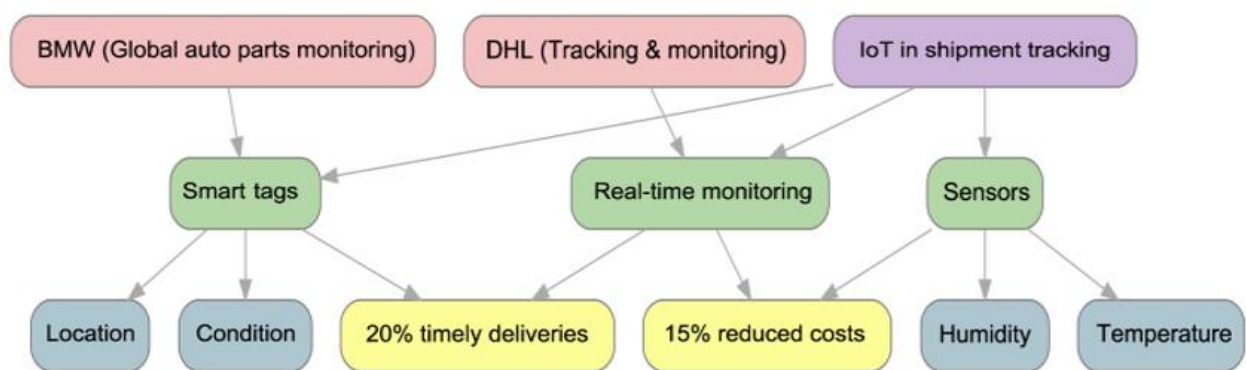 BMW (Global auto parts monitoring)
DHL (Tracking & monitoring)
IoT in shipment tracking
Smart tags
Real-time monitoring
Sensors
Location
Condition
20% timely deliveries
15% reduced costs
Humidity
Temperature